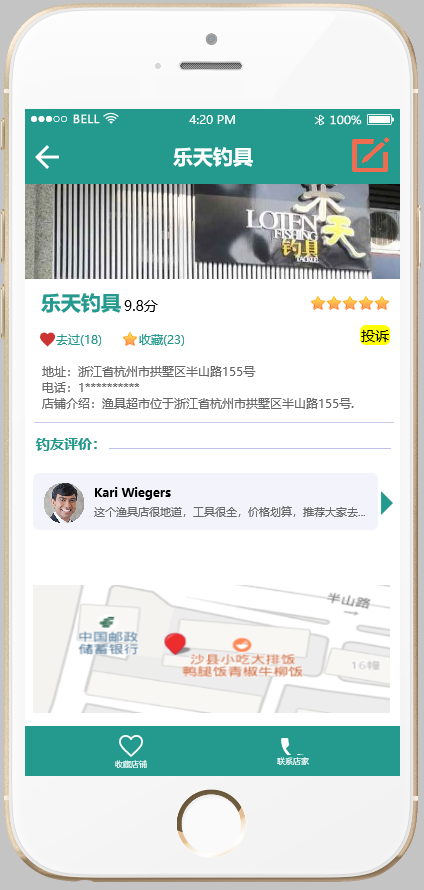 BELL 4:20 PM 100%
乐天钓具
乐天
LOTEN
FISHING
钓具
TACKLE
乐天钓具 9.8分
去过(18) 收藏(23) 投诉
地址：浙江省杭州市拱墅区半山路155号
电话：1**********
店铺介绍：渔具超市位于浙江省杭州市拱墅区半山路155号.
钓友评价：
Kari Wiegers
这个渔具店很地道，工具很全，价格划算，推荐大家去...
半山路
中国邮政
储蓄银行
沙县小吃大排饭
鸭腿饭青椒牛柳饭
16幢
收藏店铺 联系店家